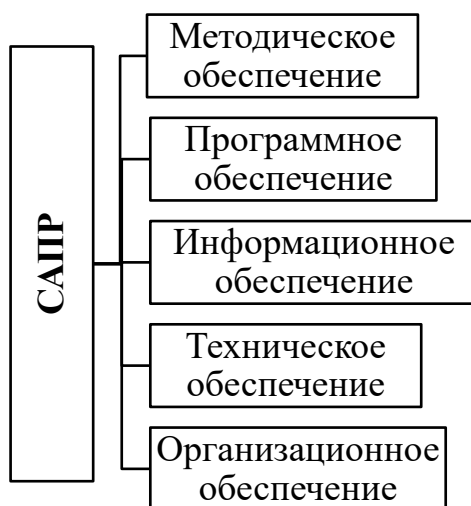 САПР
Методическое
обеспечение
Программное
обеспечение
Информационное
обеспечение
Техническое
обеспечение
Организационное
обеспечение